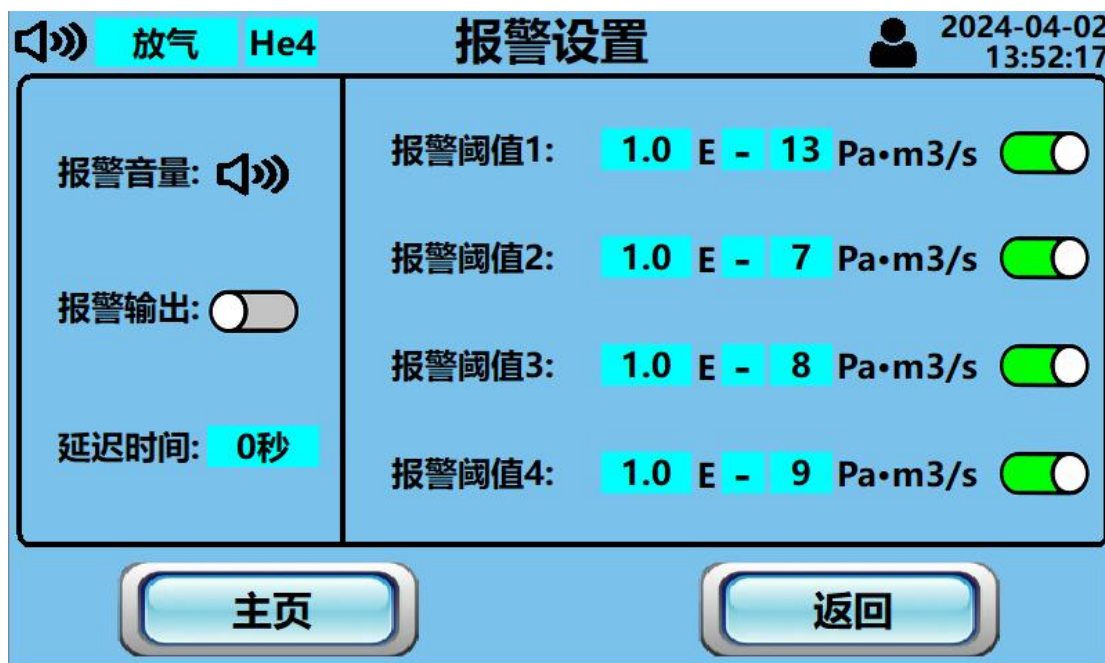 放气 He4 报警设置 2024-04-02
13:52:17
报警音量:
报警输出:
延迟时间: 0秒
报警阈值1: 1.0 E - 13 Pa•m3/s
报警阈值2: 1.0 E - 7 Pa•m3/s
报警阈值3: 1.0 E - 8 Pa•m3/s
报警阈值4: 1.0 E - 9 Pa•m3/s
主页 返回